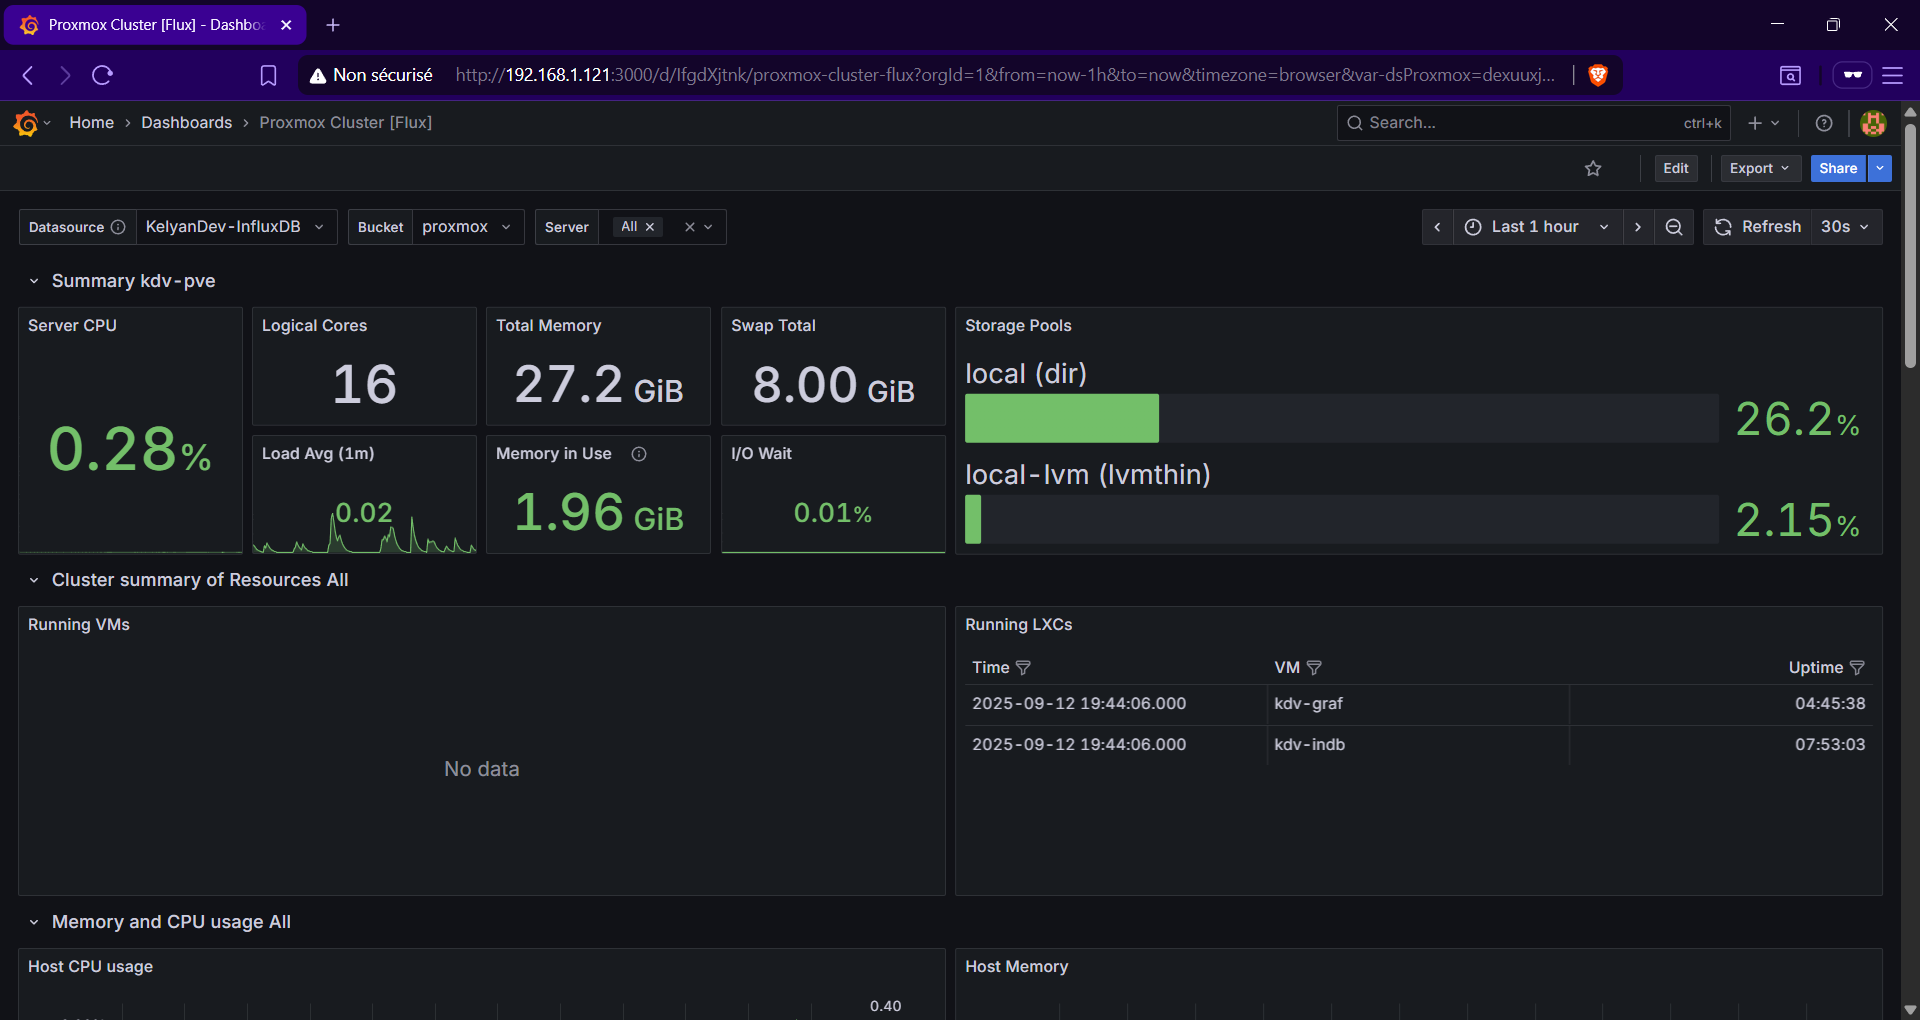 Proxmox Cluster [Flux] - Dashbo
Non sécurisé http://192.168.1.121:3000/d/IfgdXjtnk/proxmox-cluster-flux?orgId=1&from=now-1h&to=now&timezone=browser&var-dsProxmox=dexuuxj...
Home › Dashboards › Proxmox Cluster [Flux]
Search... ctrl+k
Edit Export Share
Datasource KelyanDev-InfluxDB Bucket proxmox Server All
Last 1 hour Refresh 30s
Summary kdv-pve
Server CPU
0.28%
Logical Cores
16
Total Memory
27.2 GiB
Swap Total
8.00 GiB
Load Avg (1m)
0.02
Memory in Use
1.96 GiB
I/O Wait
0.01%
Storage Pools
local (dir)
26.2%
local-lvm (lvmthin)
2.15%
Cluster summary of Resources All
Running VMs
No data
Running LXCs
Time VM Uptime
2025-09-12 19:44:06.000 kdv-graf 04:45:38
2025-09-12 19:44:06.000 kdv-indb 07:53:03
Memory and CPU usage All
Host CPU usage
0.40
Host Memory